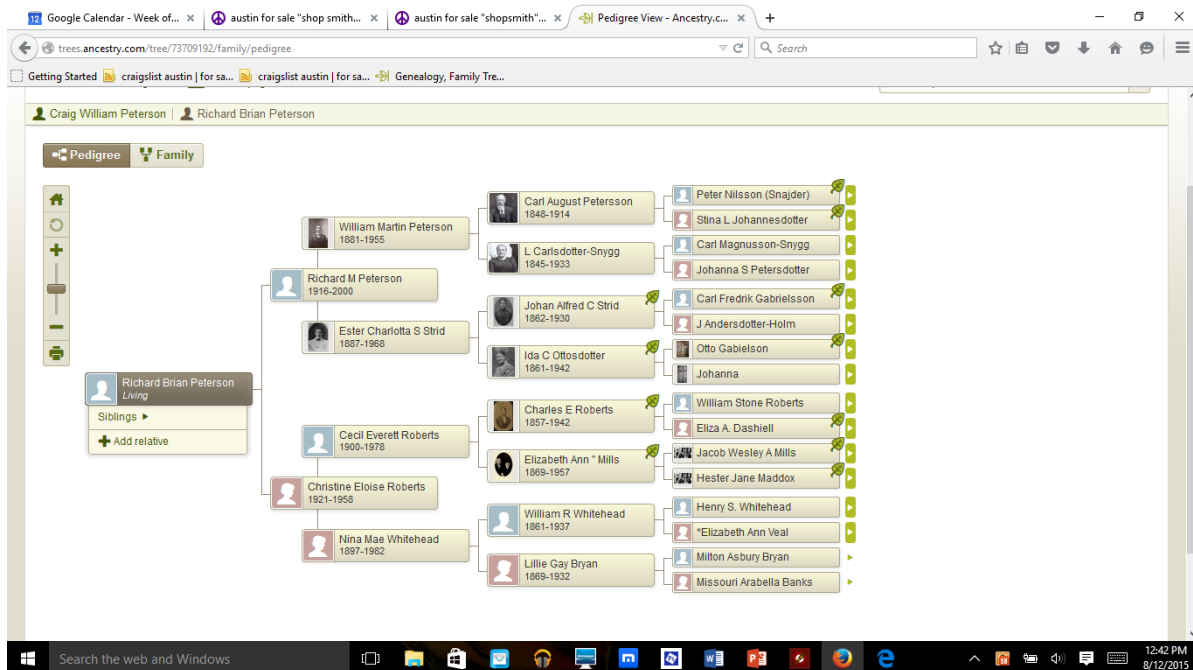 12 Google Calendar - Week of... × austin for sale "shop smith... × austin for sale "shopsmith"... × Pedigree View - Ancestry.c... × +
trees.ancestry.com/tree/73709192/family/pedigree Search
Getting Started craigslist austin | for sa... craigslist austin | for sa... Genealogy, Family Tre...
Craig William Peterson Richard Brian Peterson
Pedigree Family
Richard Brian Peterson
Living
Siblings
Add relative
Richard M Peterson
1916-2000
Christine Eloise Roberts
1921-1958
William Martin Peterson
1881-1955
Ester Charlotta S Strid
1887-1968
Cecil Everett Roberts
1900-1978
Nina Mae Whitehead
1897-1982
Carl August Petersson
1848-1914
L Carlsdotter-Snygg
1845-1933
Johan Alfred C Strid
1862-1930
Ida C Ottosdotter
1861-1942
Charles E Roberts
1857-1942
Elizabeth Ann " Mills
1869-1957
William R Whitehead
1861-1937
Lillie Gay Bryan
1869-1932
Peter Nilsson (Snajder)
Stina L Johannesdotter
Carl Magnusson-Snygg
Johanna S Petersdotter
Carl Fredrik Gabrielsson
J Andersdotter-Holm
Otto Gabielson
Johanna
William Stone Roberts
Eliza A. Dashiell
Jacob Wesley A Mills
Hester Jane Maddox
Henry S. Whitehead
*Elizabeth Ann Veal
Milton Asbury Bryan
Missouri Arabella Banks
Search the web and Windows
12:42 PM
8/12/2015